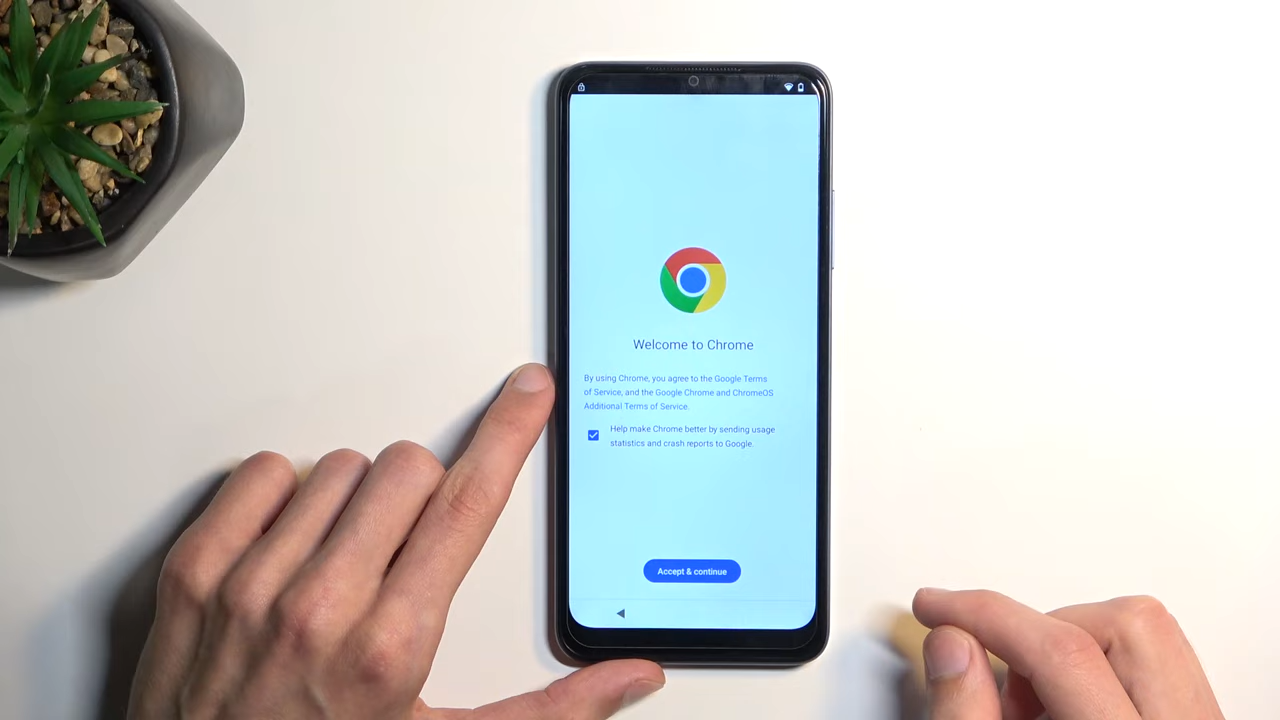 Welcome to Chrome
By using Chrome, you agree to the Google Terms
of Service, and the Google Chrome and ChromeOS
Additional Terms of Service.
Help make Chrome better by sending usage
statistics and crash reports to Google.
Accept & continue